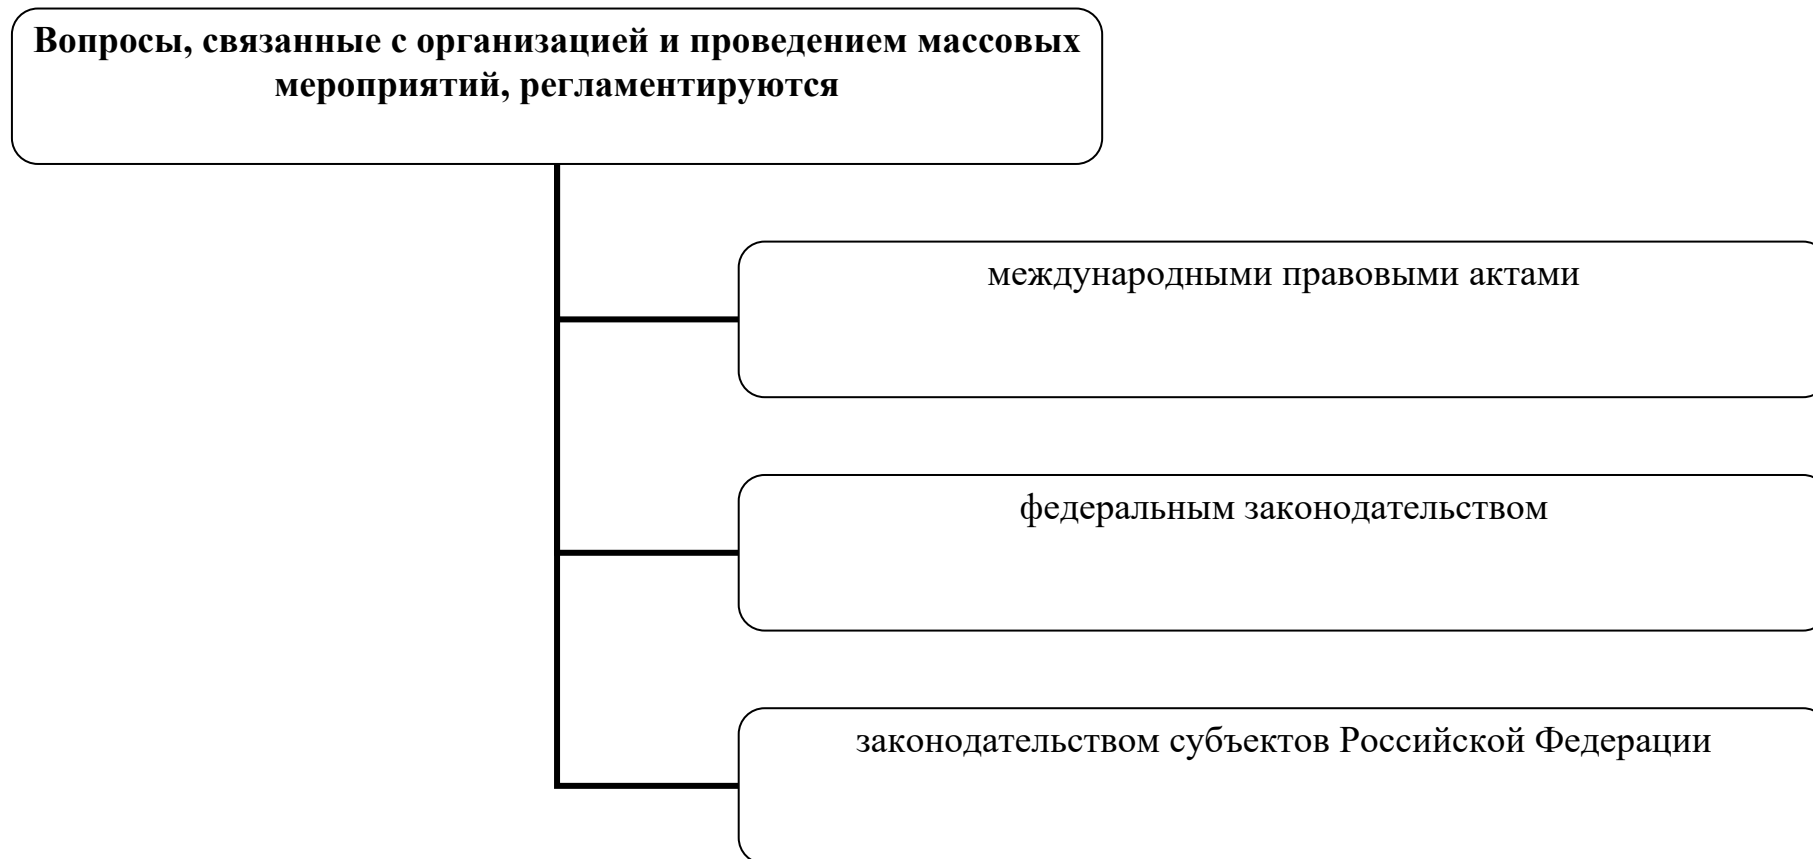 Вопросы, связанные с организацией и проведением массовых
мероприятий, регламентируются
международными правовыми актами
федеральным законодательством
законодательством субъектов Российской Федерации